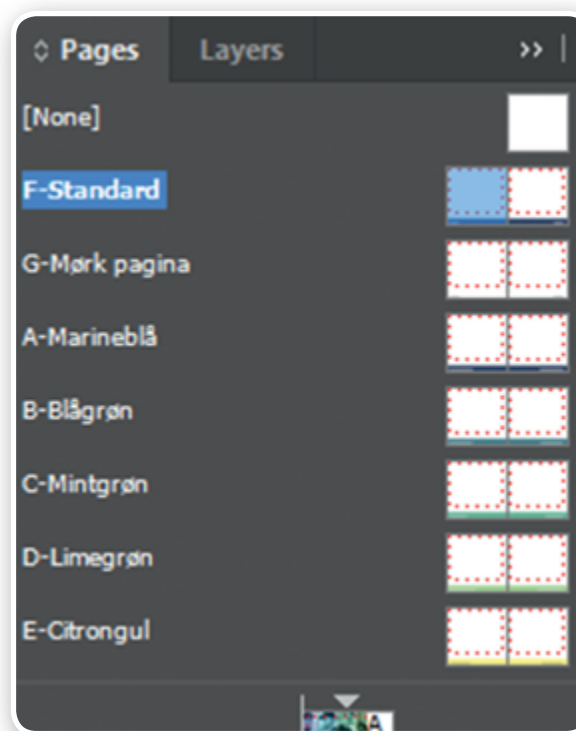 Pages Layers >>
[None]
F-Standard
G-Mørk pagina
A-Marineblå
B-Blågrøn
C-Mintgrøn
D-Limegrøn
E-Citrongul
A